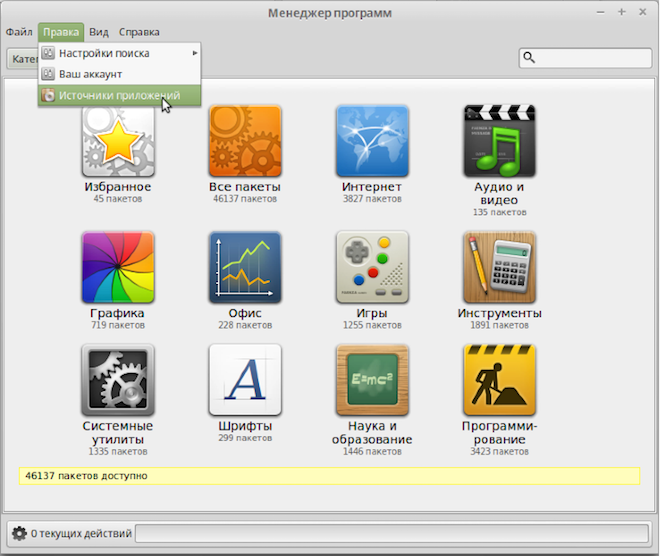 Менеджер программ
Файл Правка Вид Справка
Настройки поиска
Ваш аккаунт
Источники приложений
Избранное
45 пакетов
Все пакеты
46137 пакетов
Интернет
3827 пакетов
Аудио и
видео
135 пакетов
Графика
719 пакетов
Офис
228 пакетов
Игры
1255 пакетов
Инструменты
1891 пакетов
E=mc²
Системные
утилиты
1335 пакетов
A
Шрифты
299 пакетов
Наука и
образование
1446 пакетов
Программи-
рование
3423 пакетов
46137 пакетов доступно
0 текущих действий